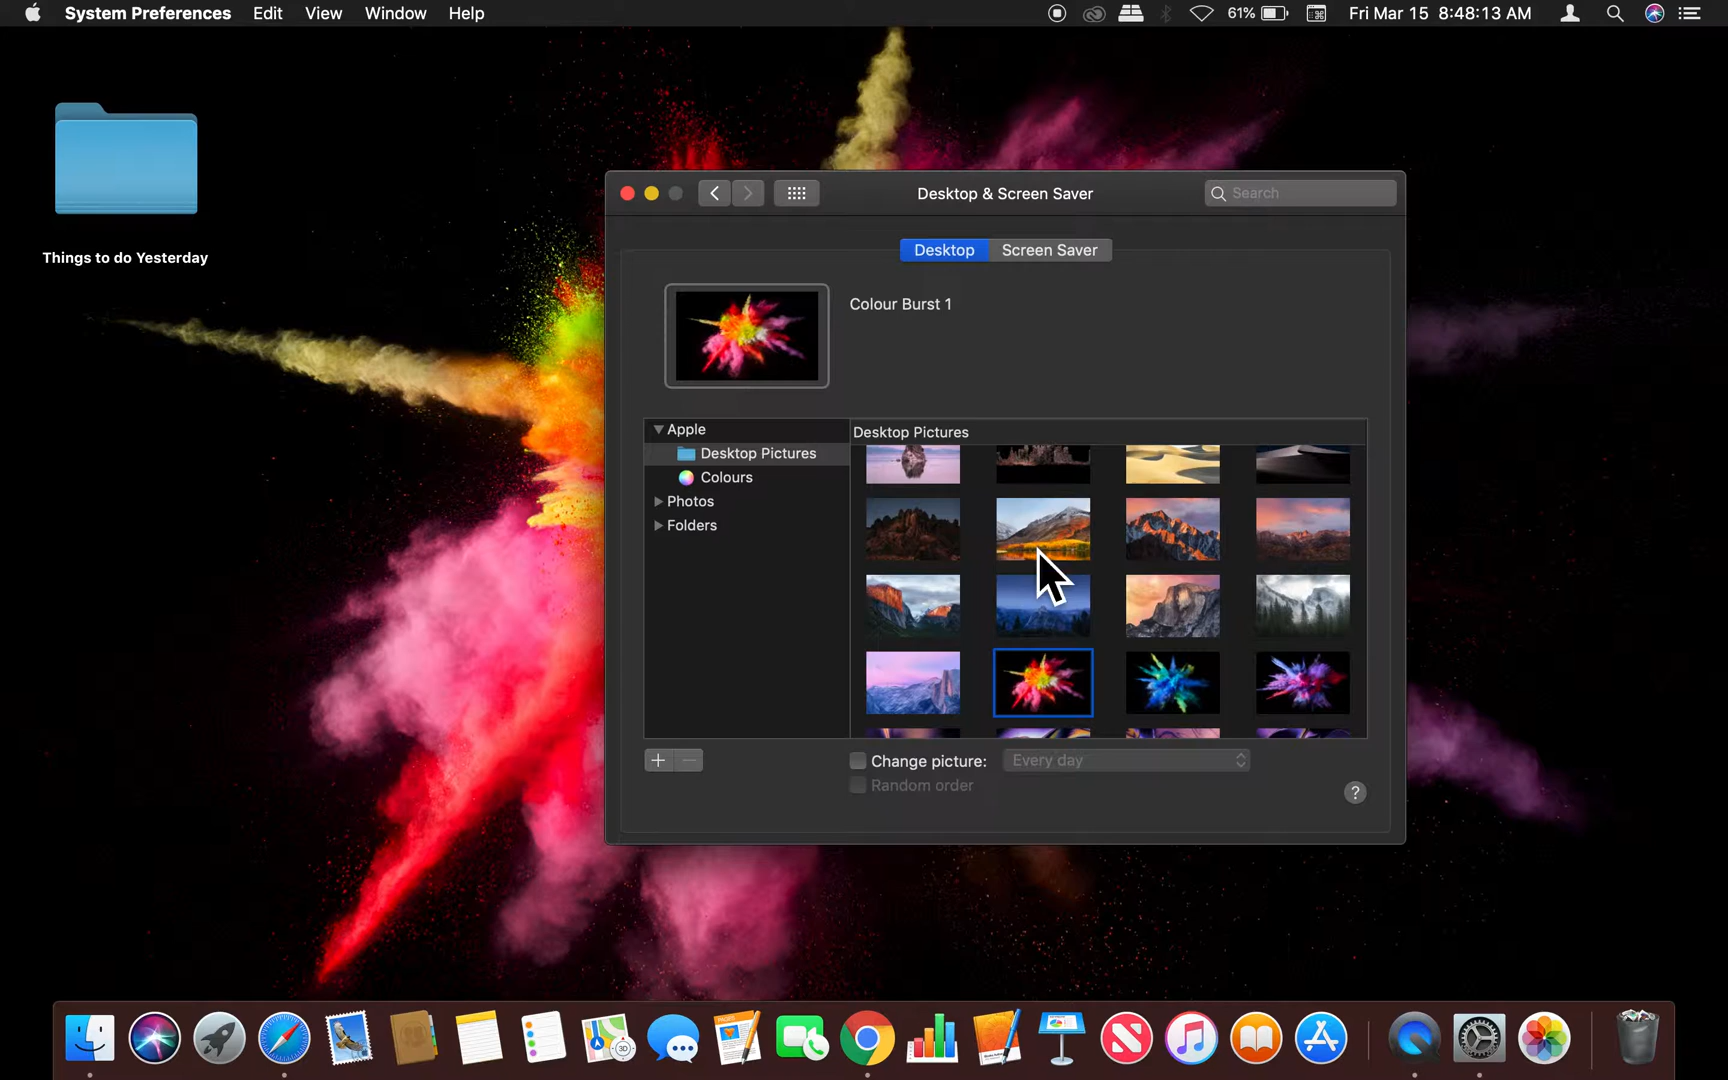 System Preferences Edit View Window Help 61% Fri Mar 15 8:48:13 AM
Things to do Yesterday
Desktop & Screen Saver Search
Desktop Screen Saver
Colour Burst 1
Apple
Desktop Pictures
Colours
Photos
Folders
Desktop Pictures
Change picture: Every day
Random order
?
3D